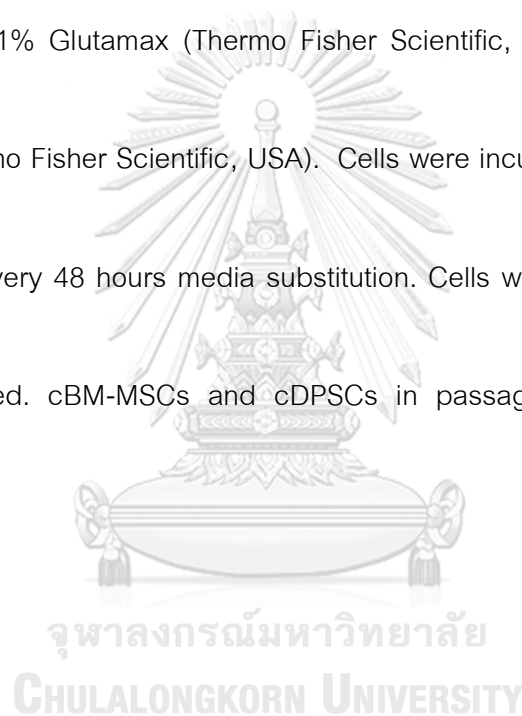 1% Glutamax (Thermo Fisher Scientific,
mo Fisher Scientific, USA).  Cells were incu
very 48 hours media substitution. Cells w
ed. cBM-MSCs and cDPSCs in passag
จุฬาลงกรณ์มหาวิทยาลัย
CHULALONGKORN UNIVERSITY